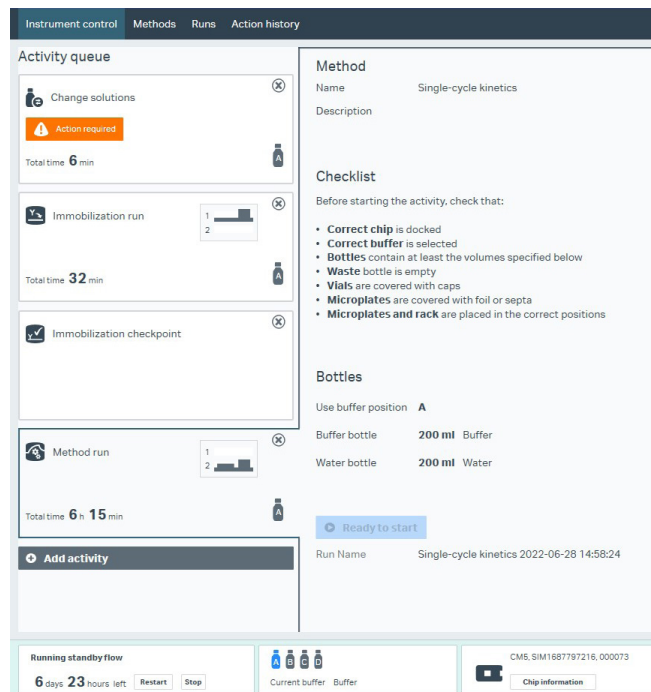 Instrument control Methods Runs Action history
Activity queue
Change solutions
Action required
Total time 6 min
A
Immobilization run
1
2
Total time 32 min
A
Immobilization checkpoint
Method run
1
2
Total time 6 h 15 min
A
Add activity
Method
Name Single-cycle kinetics
Description
Checklist
Before starting the activity, check that:
• Correct chip is docked
• Correct buffer is selected
• Bottles contain at least the volumes specified below
• Waste bottle is empty
• Vials are covered with caps
• Microplates are covered with foil or septa
• Microplates and rack are placed in the correct positions
Bottles
Use buffer position A
Buffer bottle 200 ml Buffer
Water bottle 200 ml Water
Ready to start
Run Name Single-cycle kinetics 2022-06-28 14:58:24
Running standby flow
6 days 23 hours left Restart Stop
A B C D
Current buffer Buffer
CM5, SIM1687797216, 000073
Chip information